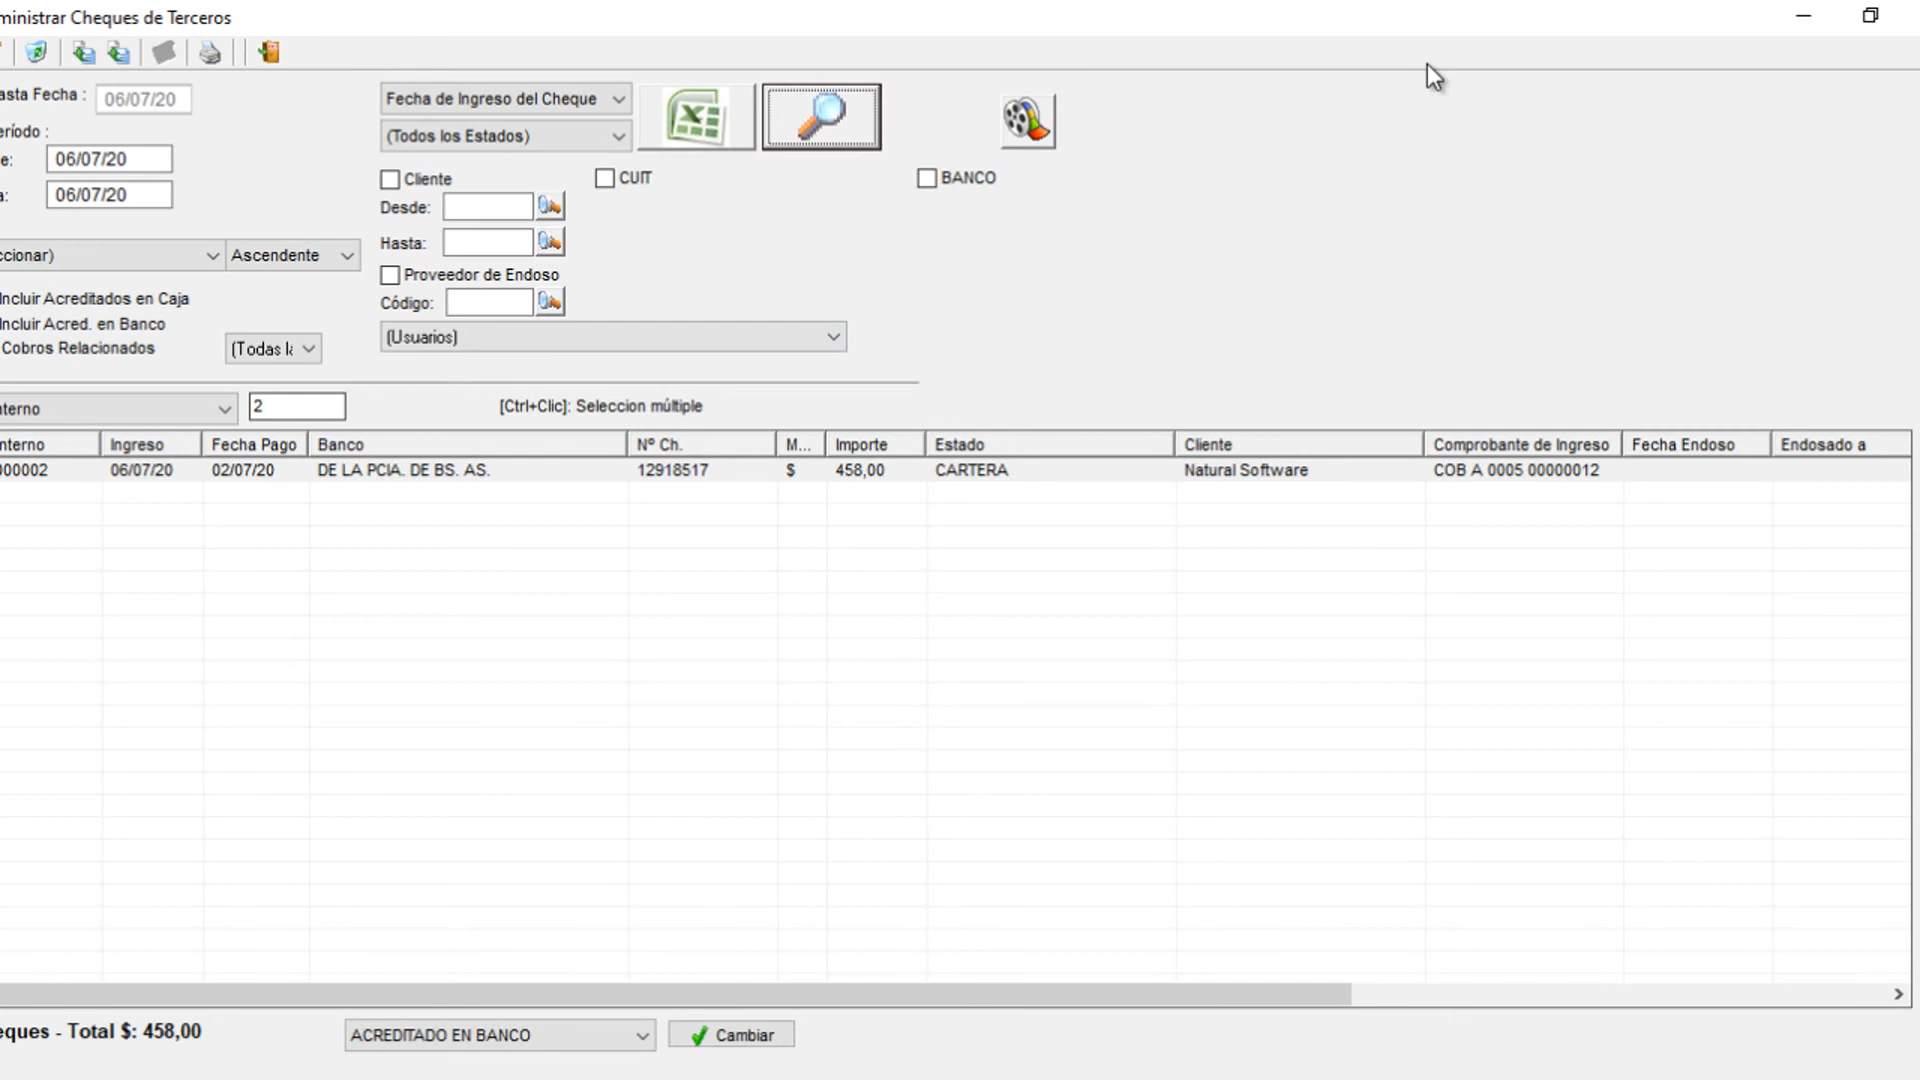 ministrar Cheques de Terceros
asta Fecha : 06/07/20
Fecha de Ingreso del Cheque
eríodo :
(Todos los Estados)
e: 06/07/20
Cliente
CUIT
BANCO
a: 06/07/20
Desde:
Hasta:
ccionar)
Ascendente
Proveedor de Endoso
Incluir Acreditados en Caja
Código:
Incluir Acred. en Banco
Cobros Relacionados
(Todas la
(Usuarios)
nterno
2
[Ctrl+Clic]: Seleccion múltiple
nterno Ingreso Fecha Pago Banco Nº Ch. M... Importe Estado Cliente Comprobante de Ingreso Fecha Endoso Endosado a
000002 06/07/20 02/07/20 DE LA PCIA. DE BS. AS. 12918517 $ 458,00 CARTERA Natural Software COB A 0005 00000012
eques - Total $: 458,00
ACREDITADO EN BANCO
Cambiar